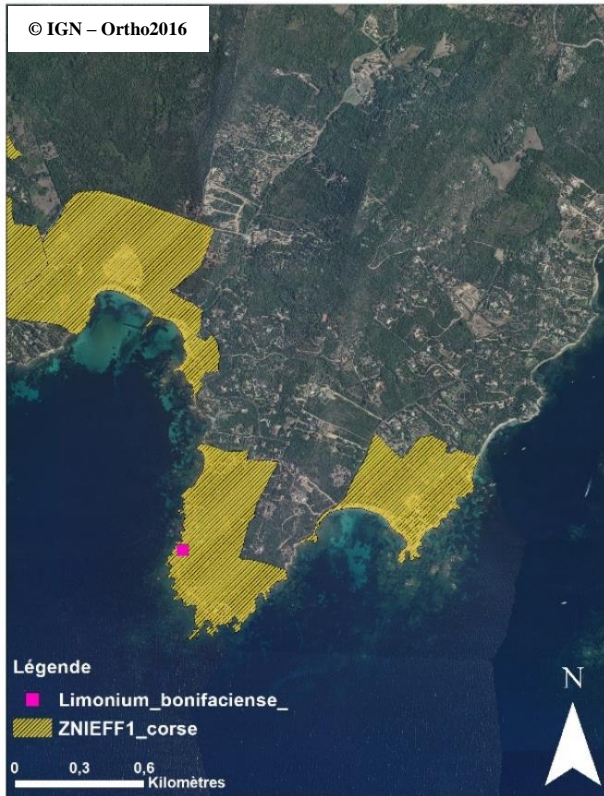 © IGN – Ortho2016
Légende
Limonium_bonifaciense_
ZNIEFF1_corse
N
0 0,3 0,6
Kilomètres